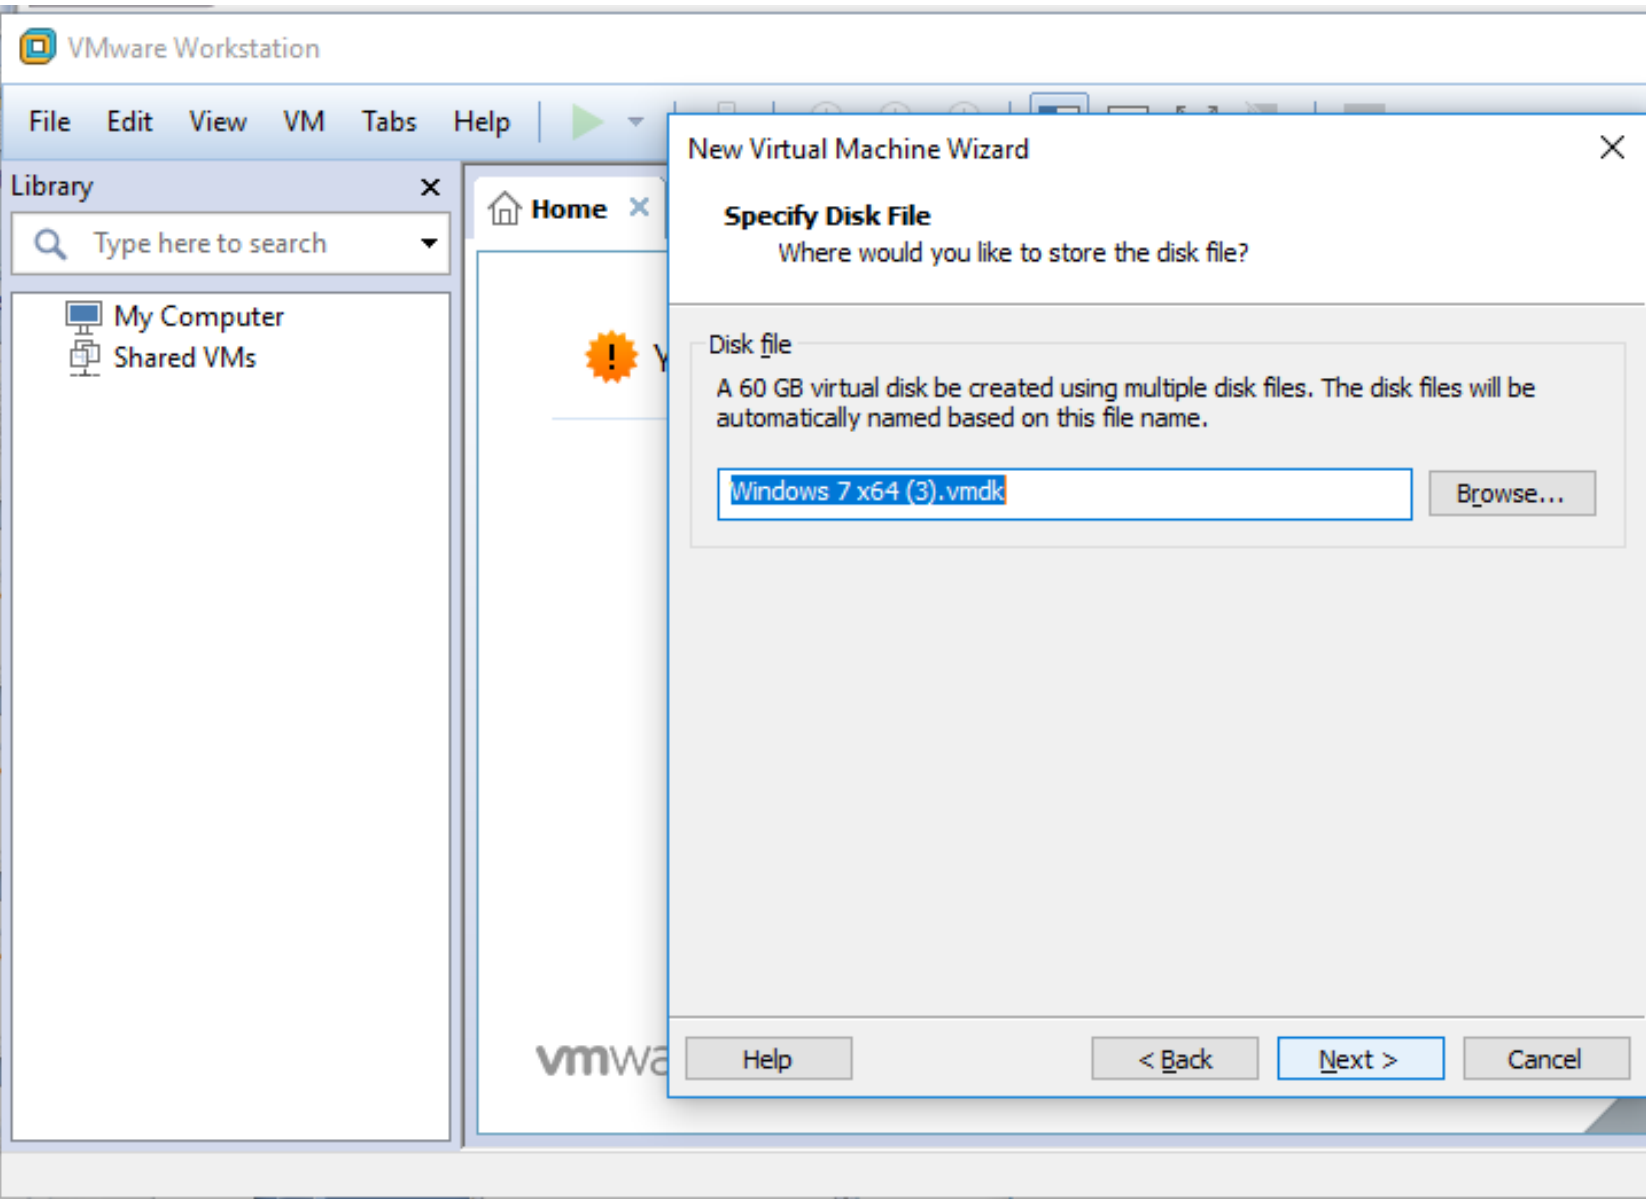 VMware Workstation
File Edit View VM Tabs Help
New Virtual Machine Wizard
Library
Home
Specify Disk File
Where would you like to store the disk file?
Type here to search
My Computer
Shared VMs
Disk file
A 60 GB virtual disk be created using multiple disk files. The disk files will be
automatically named based on this file name.
Windows 7 x64 (3).vmdk
Browse...
vmwa
Help
< Back
Next >
Cancel